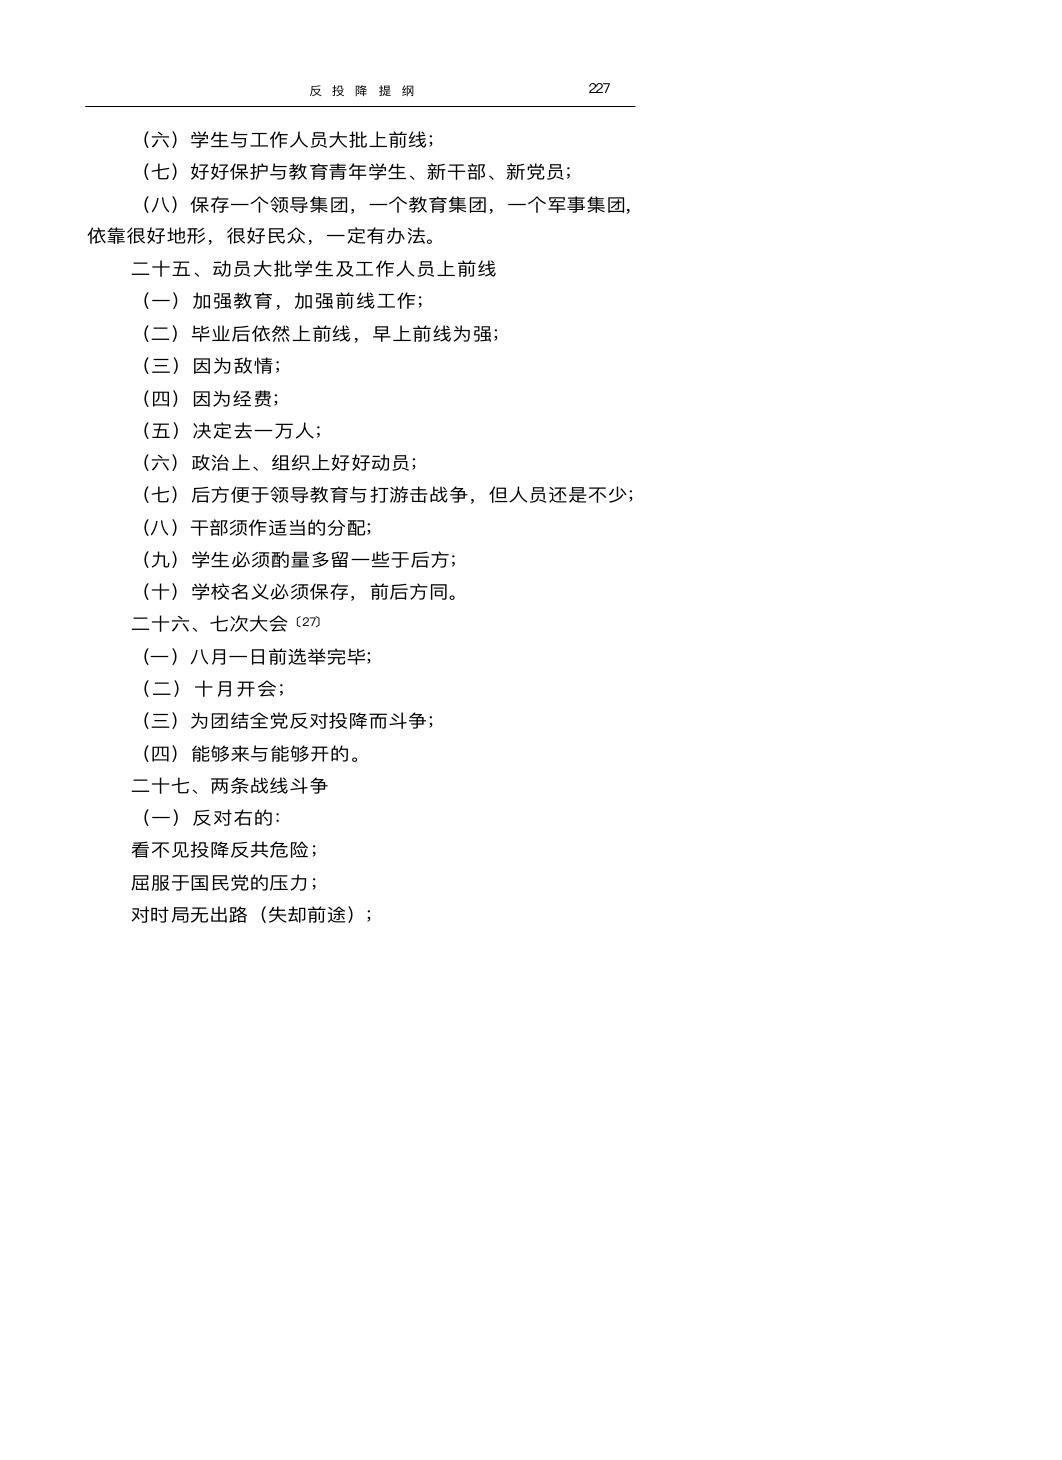 反投降提纲 227
（六）学生与工作人员大批上前线；
（七）好好保护与教育青年学生、新干部、新党员；
（八）保存一个领导集团，一个教育集团，一个军事集团，
依靠很好地形，很好民众，一定有办法。
二十五、动员大批学生及工作人员上前线
（一）加强教育，加强前线工作；
（二）毕业后依然上前线，早上前线为强；
（三）因为敌情；
（四）因为经费；
（五）决定去一万人；
（六）政治上、组织上好好动员；
（七）后方便于领导教育与打游击战争，但人员还是不少；
（八）干部须作适当的分配；
（九）学生必须酌量多留一些于后方；
（十）学校名义必须保存，前后方同。
二十六、七次大会〔27〕
（一）八月一日前选举完毕；
（二）十月开会；
（三）为团结全党反对投降而斗争；
（四）能够来与能够开的。
二十七、两条战线斗争
（一）反对右的：
看不见投降反共危险；
屈服于国民党的压力；
对时局无出路（失却前途）；